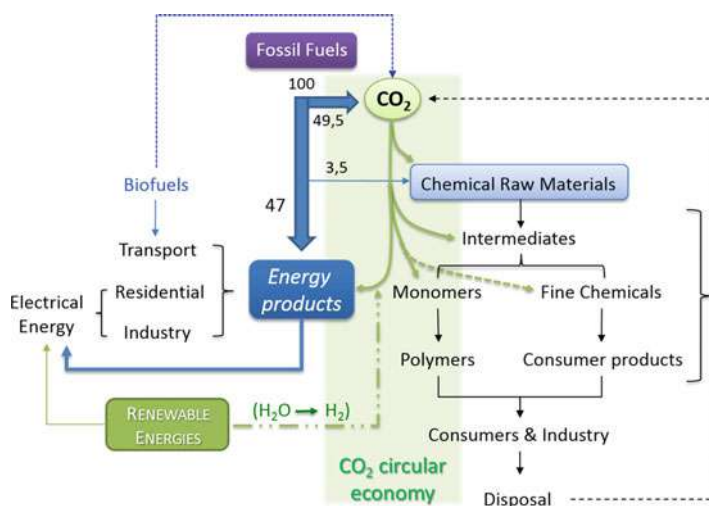 Fossil Fuels
100
CO₂
49,5
3,5
Biofuels
Chemical Raw Materials
47
Intermediates
Transport
Energy
products
Residential
Monomers
Fine Chemicals
Electrical
Energy
Industry
Polymers
Consumer products
RENEWABLE
ENERGIES
(H₂O → H₂)
Consumers & Industry
CO₂ circular
economy
Disposal